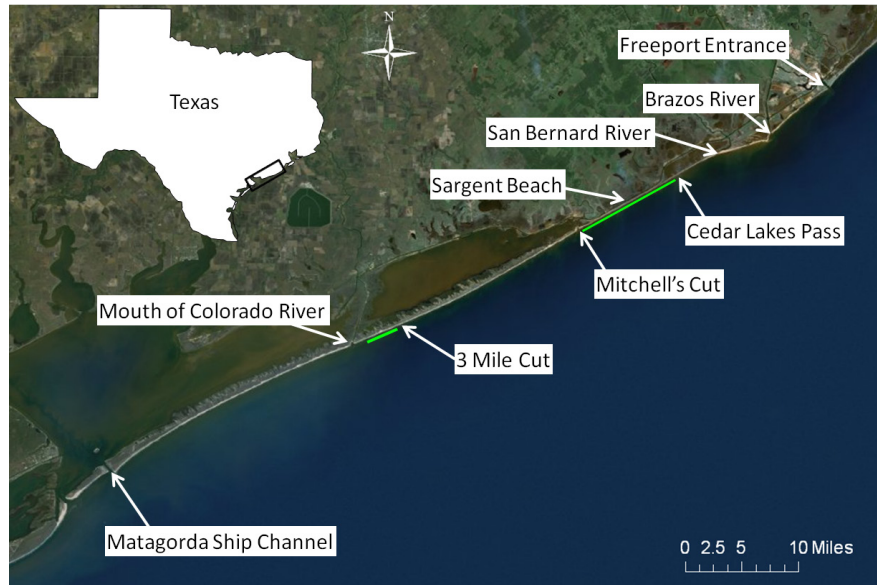 N
Texas
Freeport Entrance
Brazos River
San Bernard River
Sargent Beach
Cedar Lakes Pass
Mitchell's Cut
Mouth of Colorado River
3 Mile Cut
Matagorda Ship Channel
0 2.5 5 10 Miles